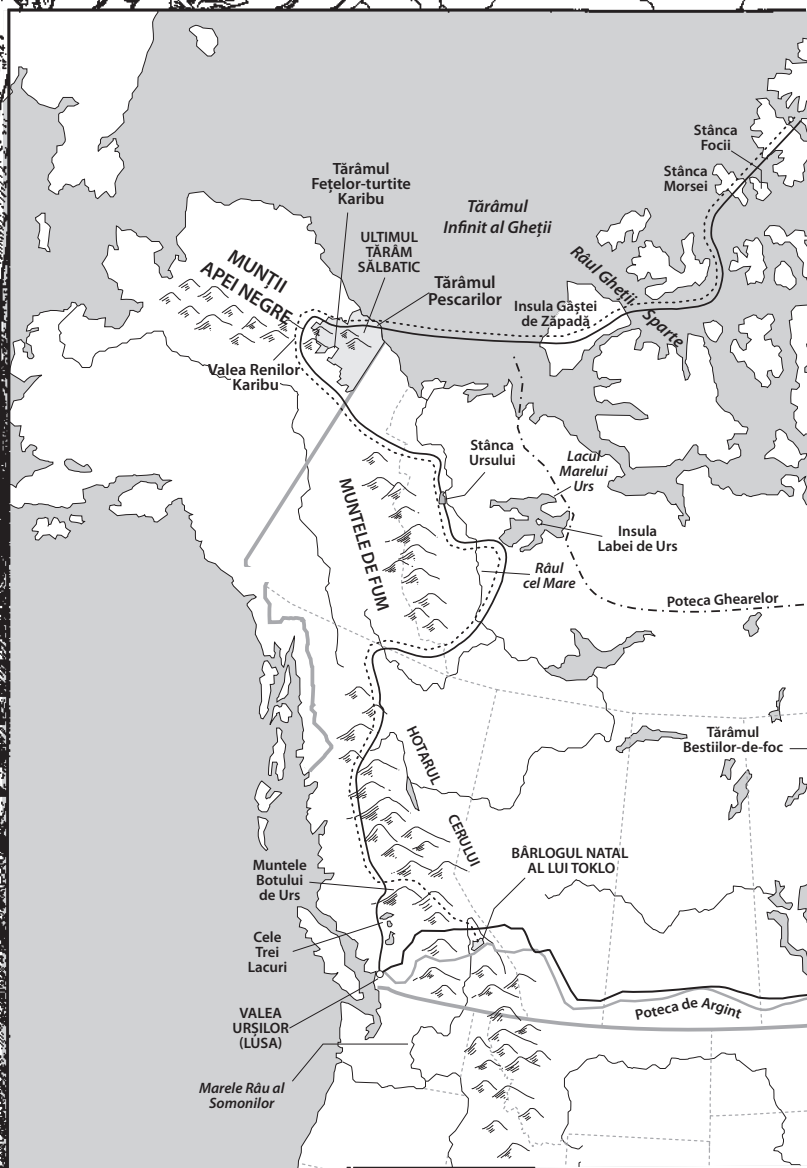 Stânca
Focii
Stânca
Morsei
Tărâmul
Fețelor-turtite
Karibu
Tărâmul
Infinit al Gheții
ULTIMUL
TĂRÂM
SĂLBATIC
MUNȚII
APEI NEGRE
Tărâmul
Pescarilor
Râul Gheții Sparte
Insula Gâștei
de Zăpadă
Valea Renilor
Karibu
Stânca
Ursului
Lacul
Marelui
Urs
MUNTELE DE FUM
Insula
Labei de Urs
Râul
cel Mare
Poteca Ghearelor
HOTARUL
CERULUI
Tărâmul
Bestiilor-de-foc
BÂRLOGUL NATAL
AL LUI TOKLO
Muntele
Botului
de Urs
Cele
Trei
Lacuri
VALEA
URȘILOR
(LUSA)
Poteca de Argint
Marele Râu al
Somonilor